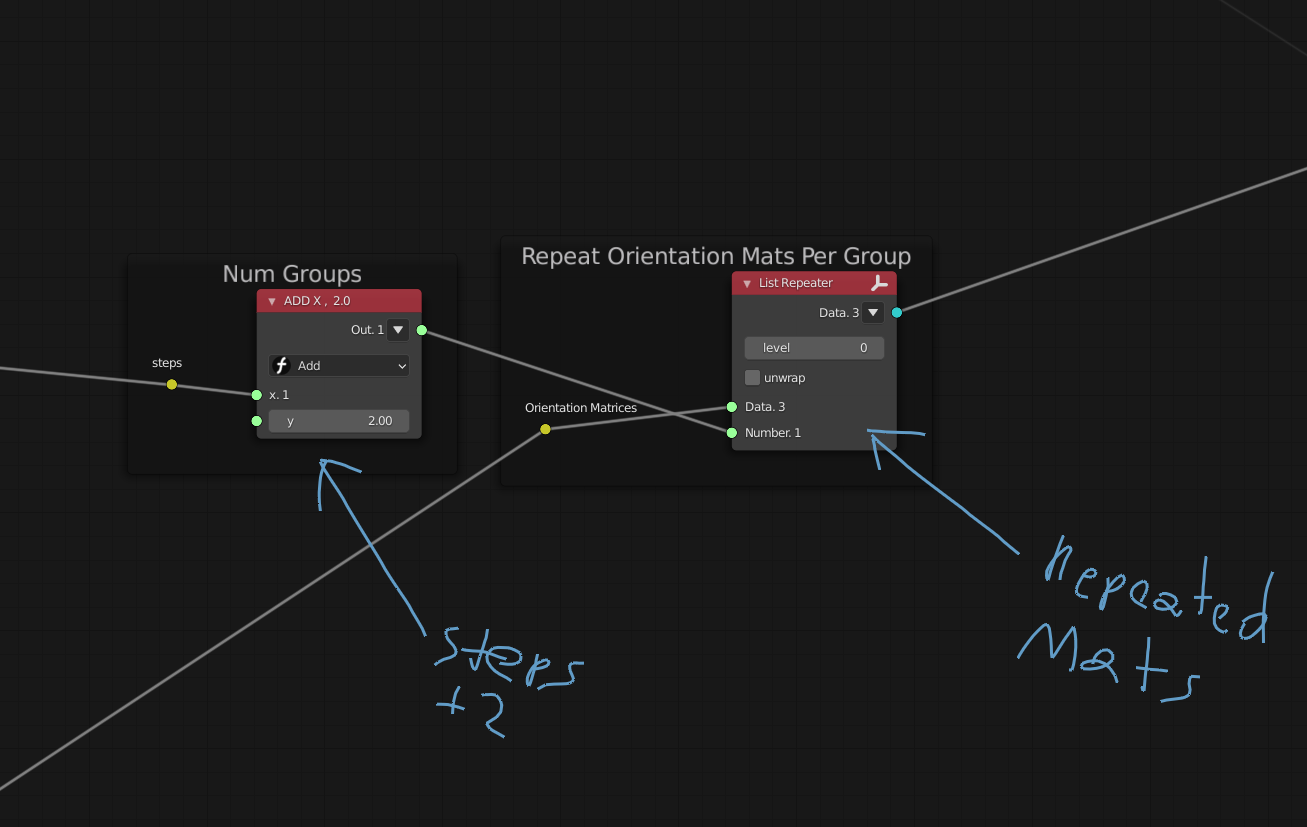 Repeat Orientation Mats Per Group
Num Groups
List Repeater
ADD X , 2.0
Data. 3
Out. 1
level 0
steps
Add
unwrap
x. 1
Orientation Matrices
Data. 3
y 2.00
Number. 1
Repeated
Mats
Steps
+2